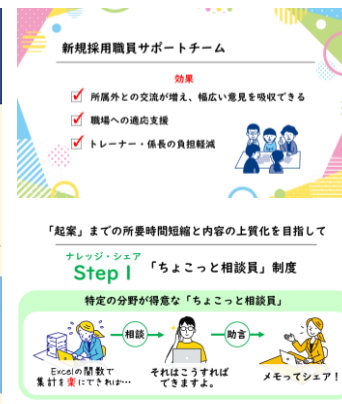 新規採用職員サポートチーム
効果
所属外との交流が増え、幅広い意見を吸収できる
職場への適応支援
トレーナー・係長の負担軽減
「起案」までの所要時間短縮と内容の上質化を目指して
ナレッジ・シェア
Step 1 「ちょこっと相談員」制度
特定の分野が得意な「ちょこっと相談員」
相談
助言
Excelの関数で
集計を楽にできれば…
それはこうすれば
できますよ。
メモってシェア！